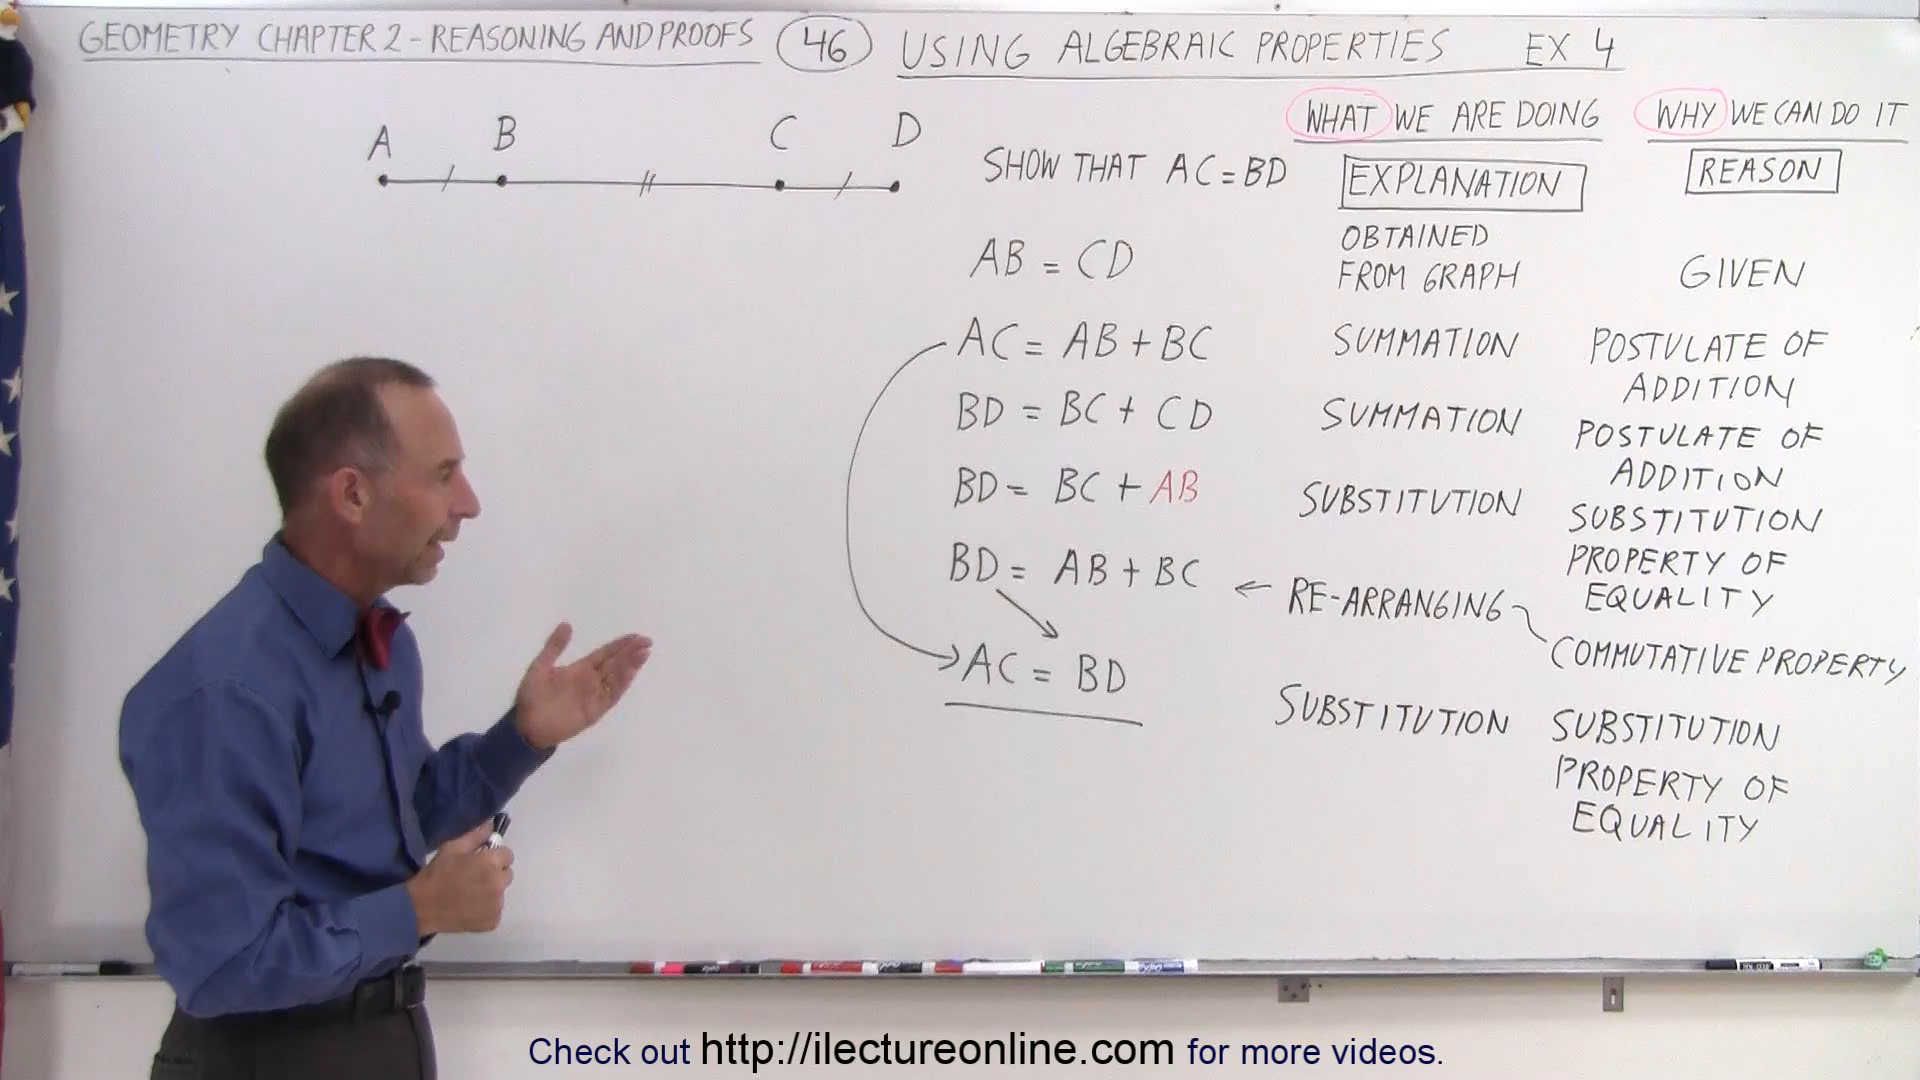 GEOMETRY CHAPTER 2 - REASONING AND PROOFS 46 USING ALGEBRAIC PROPERTIES EX 4
A B C D
WHAT WE ARE DOING WHY WE CAN DO IT
SHOW THAT AC = BD EXPLANATION REASON
AB = CD OBTAINED FROM GRAPH GIVEN
AC = AB + BC SUMMATION POSTULATE OF ADDITION
BD = BC + CD SUMMATION POSTULATE OF ADDITION
BD = BC + AB SUBSTITUTION SUBSTITUTION PROPERTY OF EQUALITY
BD = AB + BC ← RE-ARRANGING COMMUTATIVE PROPERTY
AC = BD SUBSTITUTION SUBSTITUTION PROPERTY OF EQUALITY
Check out http://ilectureonline.com for more videos.